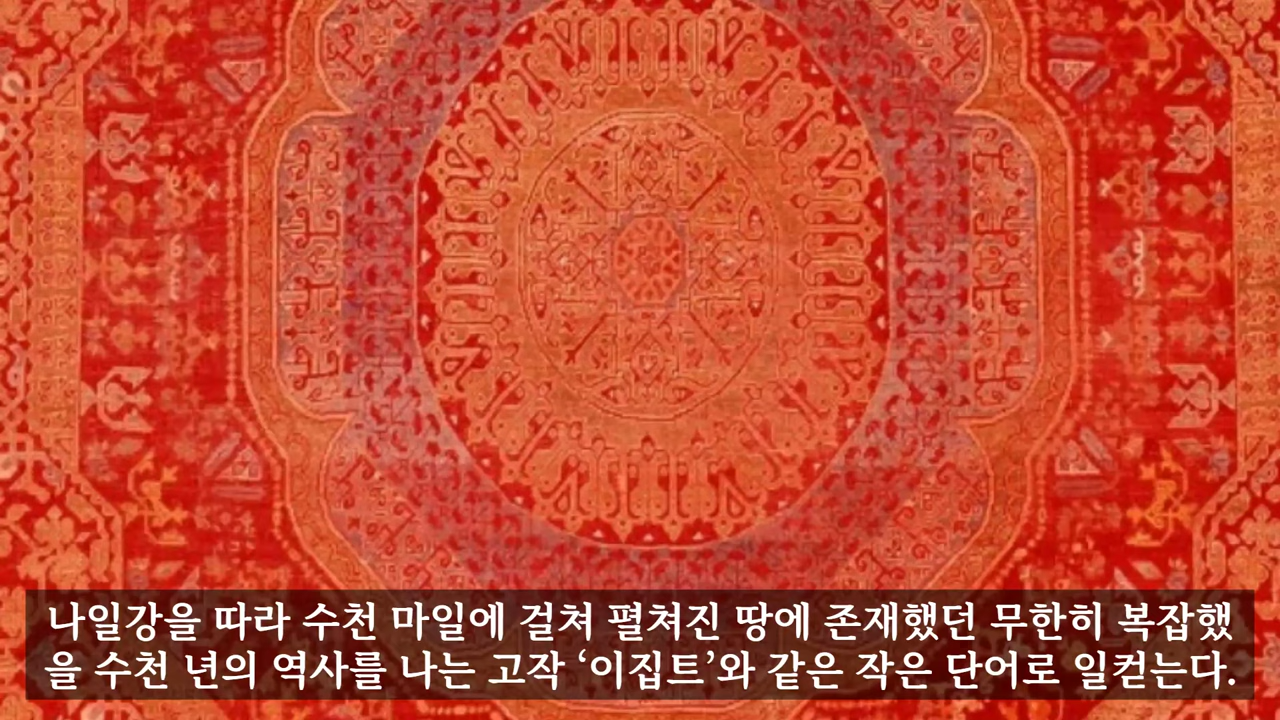 나일강을 따라 수천 마일에 걸쳐 펼쳐진 땅에 존재했던 무한히 복잡했
을 수천 년의 역사를 나는 고작 ‘이집트’와 같은 작은 단어로 일컫는다.